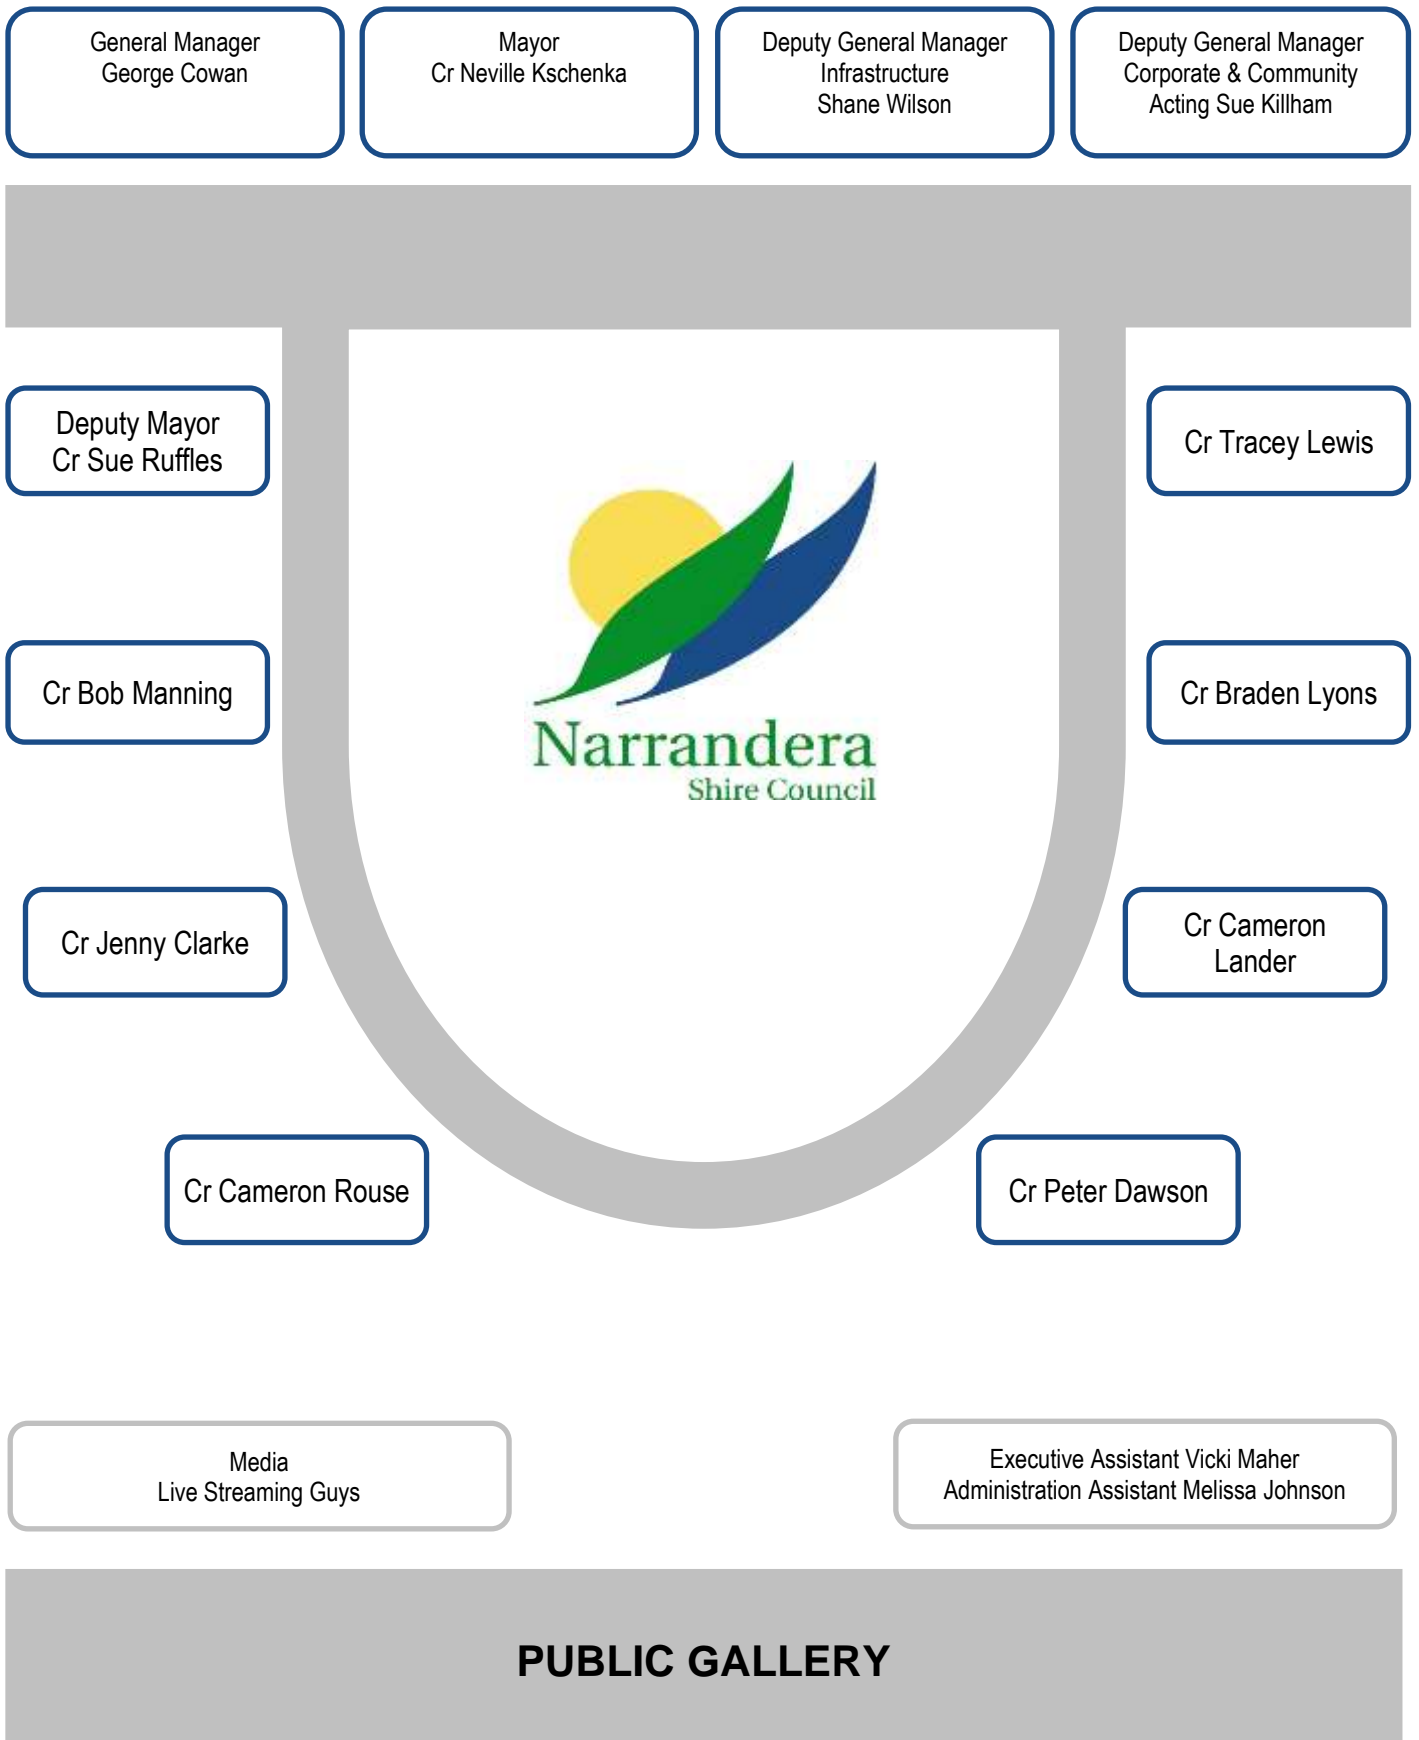 General Manager
George Cowan
Mayor
Cr Neville Kschenka
Deputy General Manager
Infrastructure
Shane Wilson
Deputy General Manager
Corporate & Community
Acting Sue Killham
Deputy Mayor
Cr Sue Ruffles
Cr Tracey Lewis
Cr Bob Manning
Cr Braden Lyons
Narrandera
Shire Council
Cr Jenny Clarke
Cr Cameron
Lander
Cr Cameron Rouse
Cr Peter Dawson
Media
Live Streaming Guys
Executive Assistant Vicki Maher
Administration Assistant Melissa Johnson
PUBLIC GALLERY